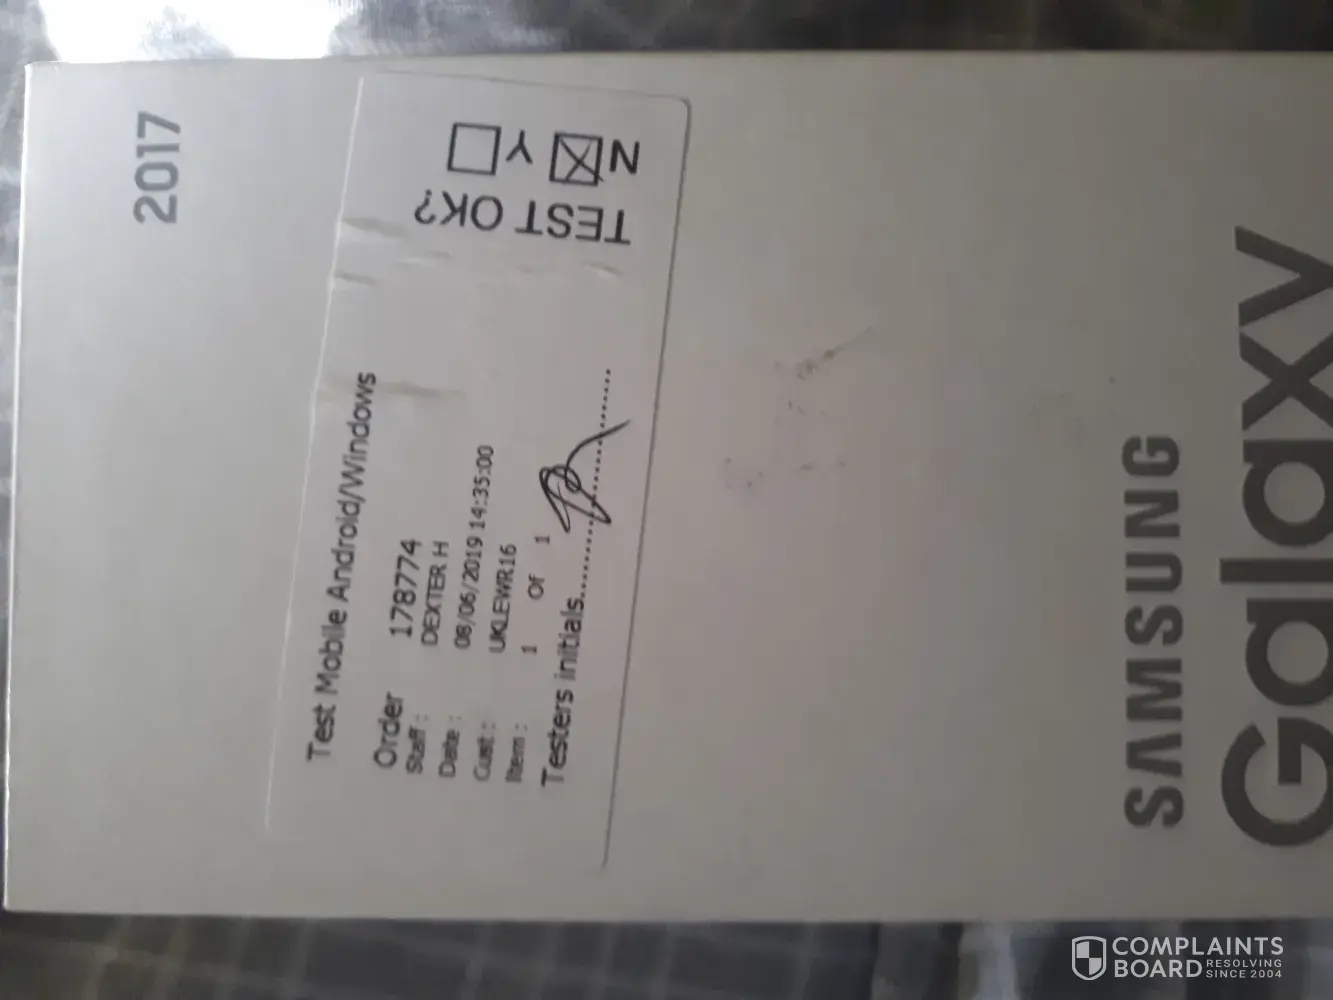 2017
Test Mobile Android/Windows
Order 178774
Staff : DEXTER H
Date : 08/06/2019 14:35:00
Cust : UKLEWR16
Item : 1 Of 1
Testers initials....................
TEST OK?
Y N
SAMSUNG
Galaxy
COMPLAINTS
BOARD RESOLVING
SINCE 2004